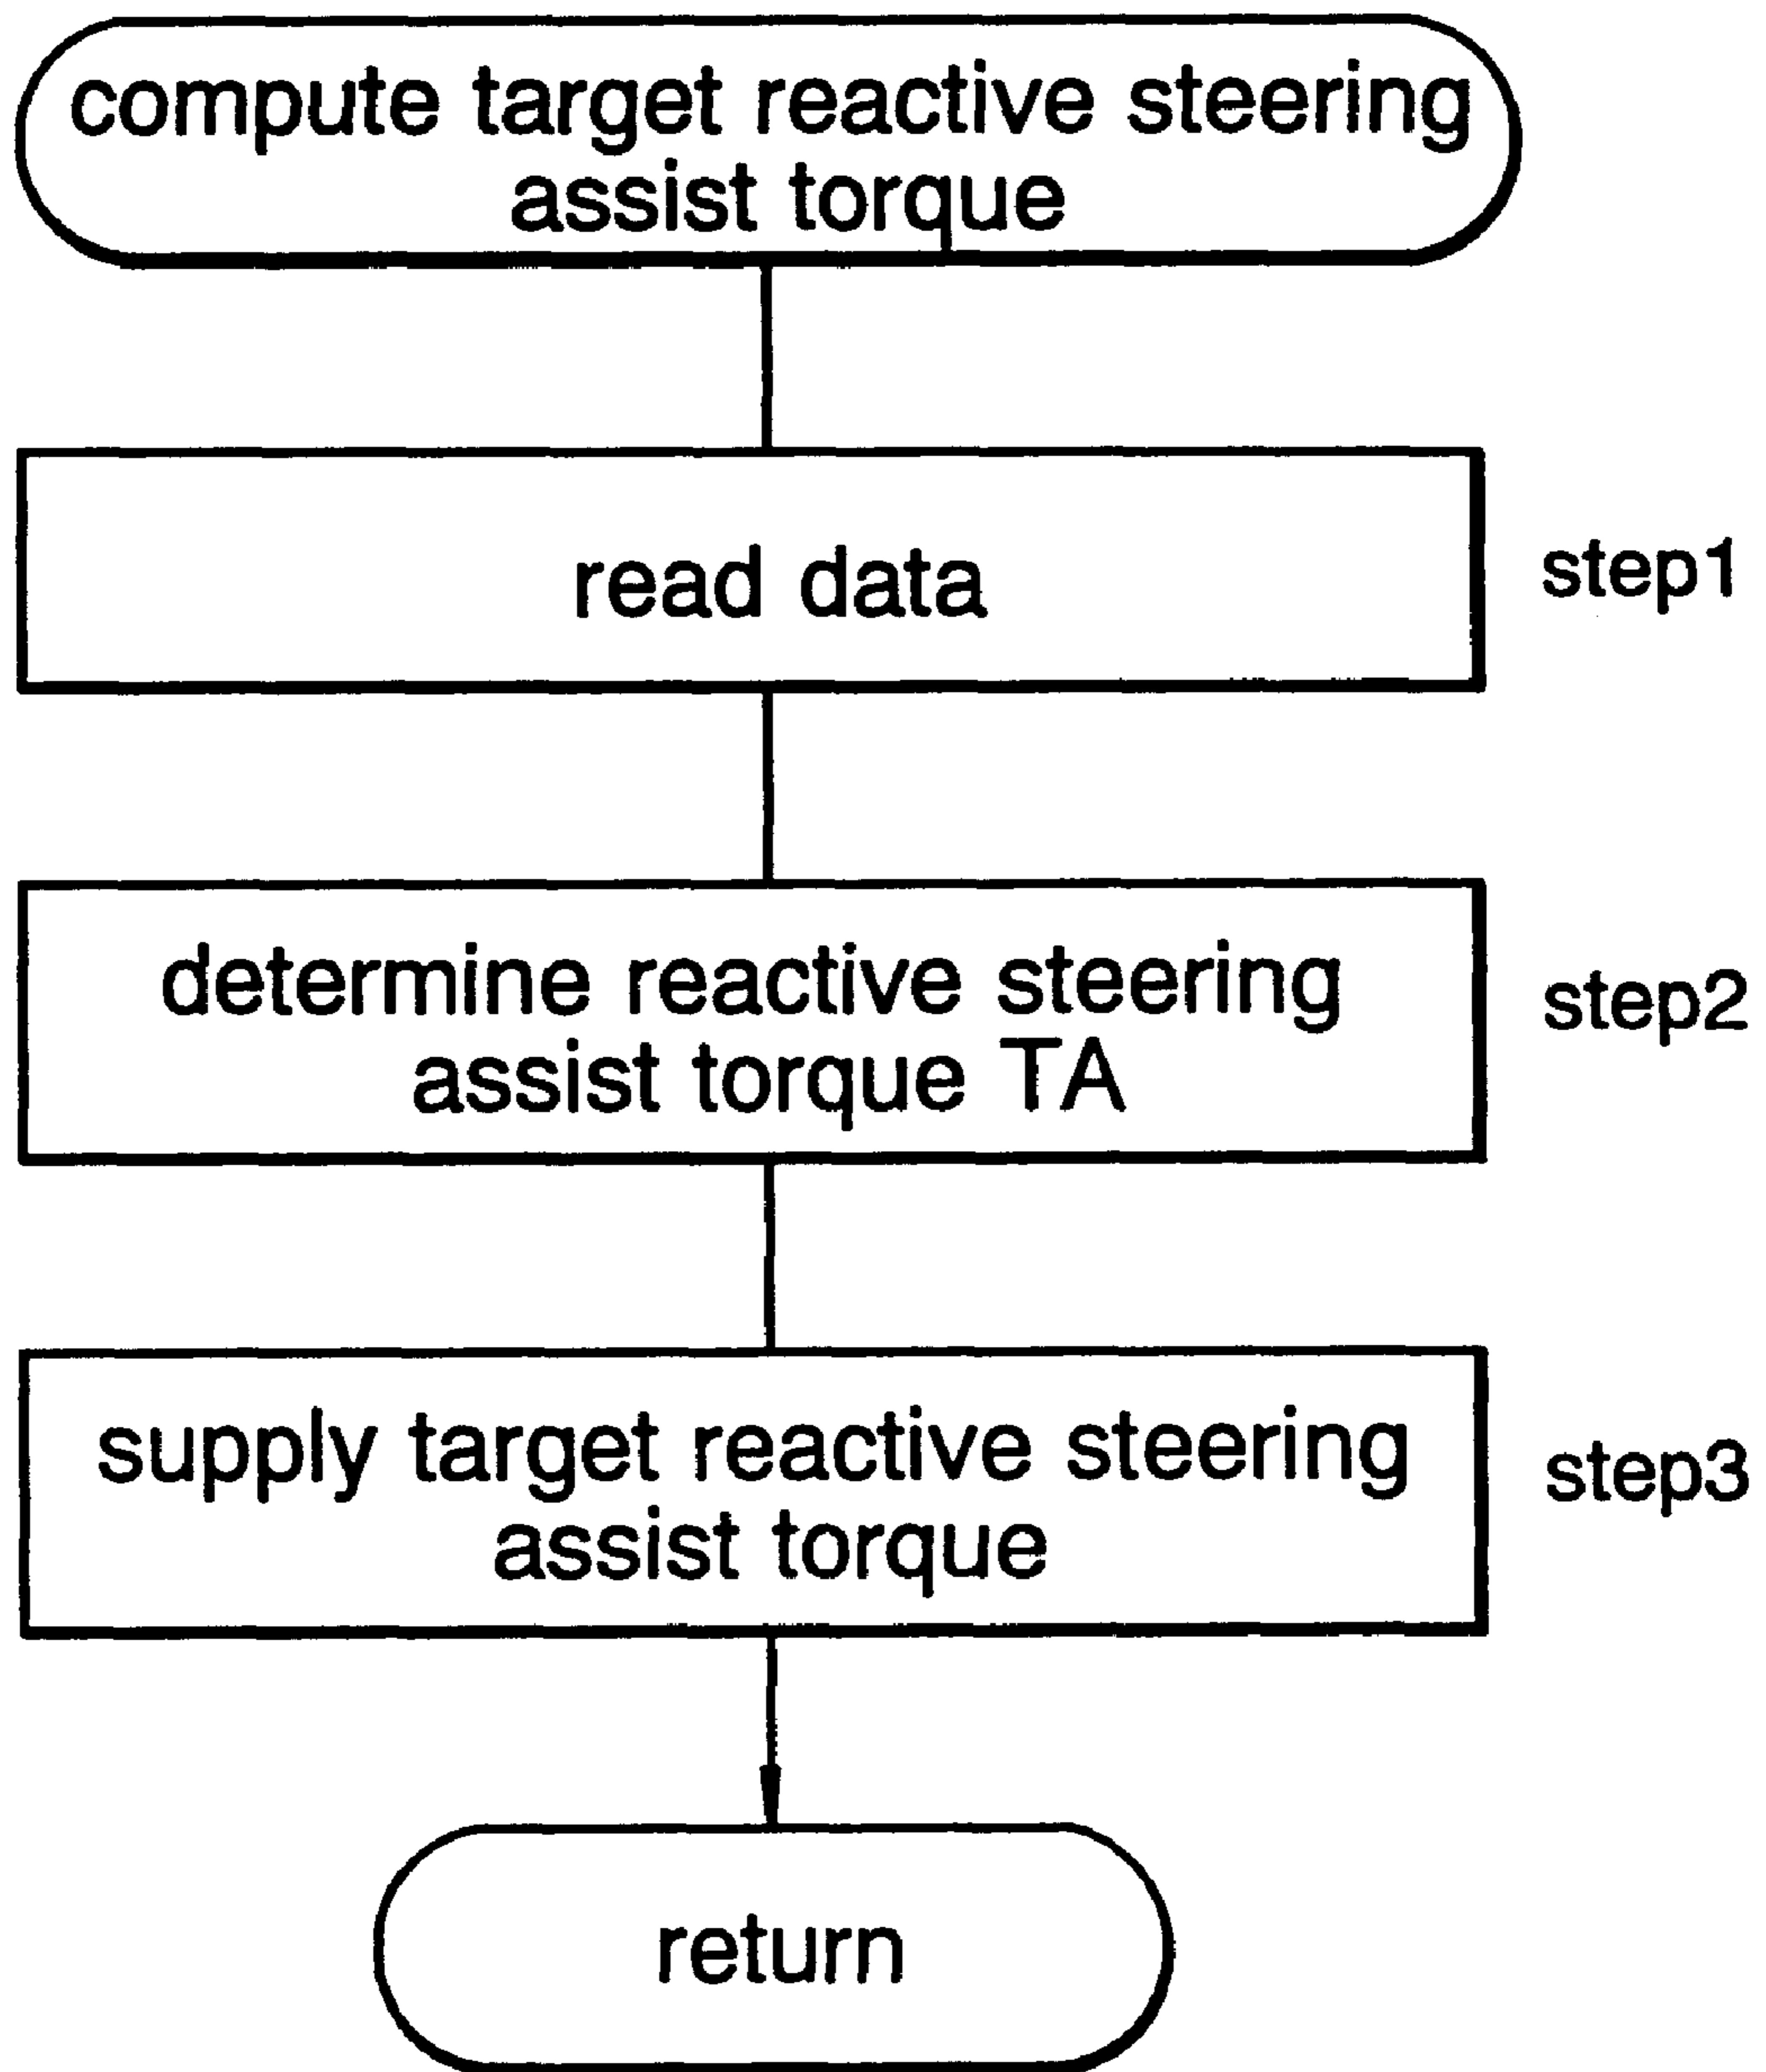 compute target reactive steering
assist torque
read data
step1
determine reactive steering
assist torque TA
step2
supply target reactive steering
assist torque
step3
return